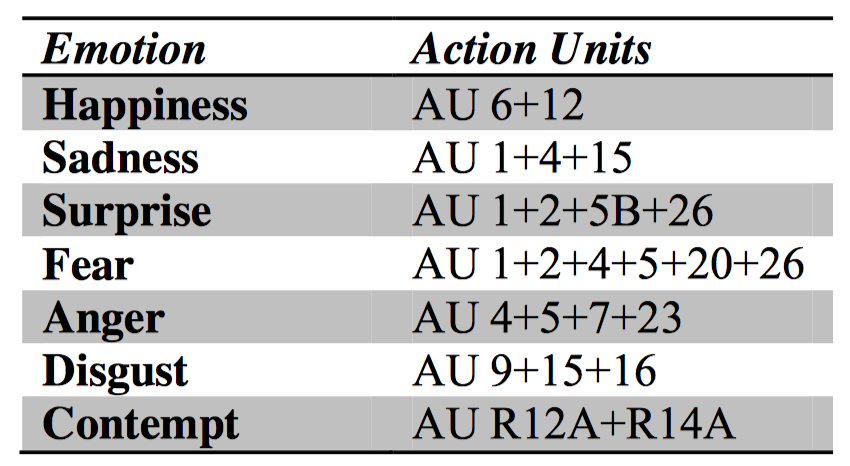 Emotion Action Units
Happiness AU 6+12
Sadness AU 1+4+15
Surprise AU 1+2+5B+26
Fear AU 1+2+4+5+20+26
Anger AU 4+5+7+23
Disgust AU 9+15+16
Contempt AU R12A+R14A